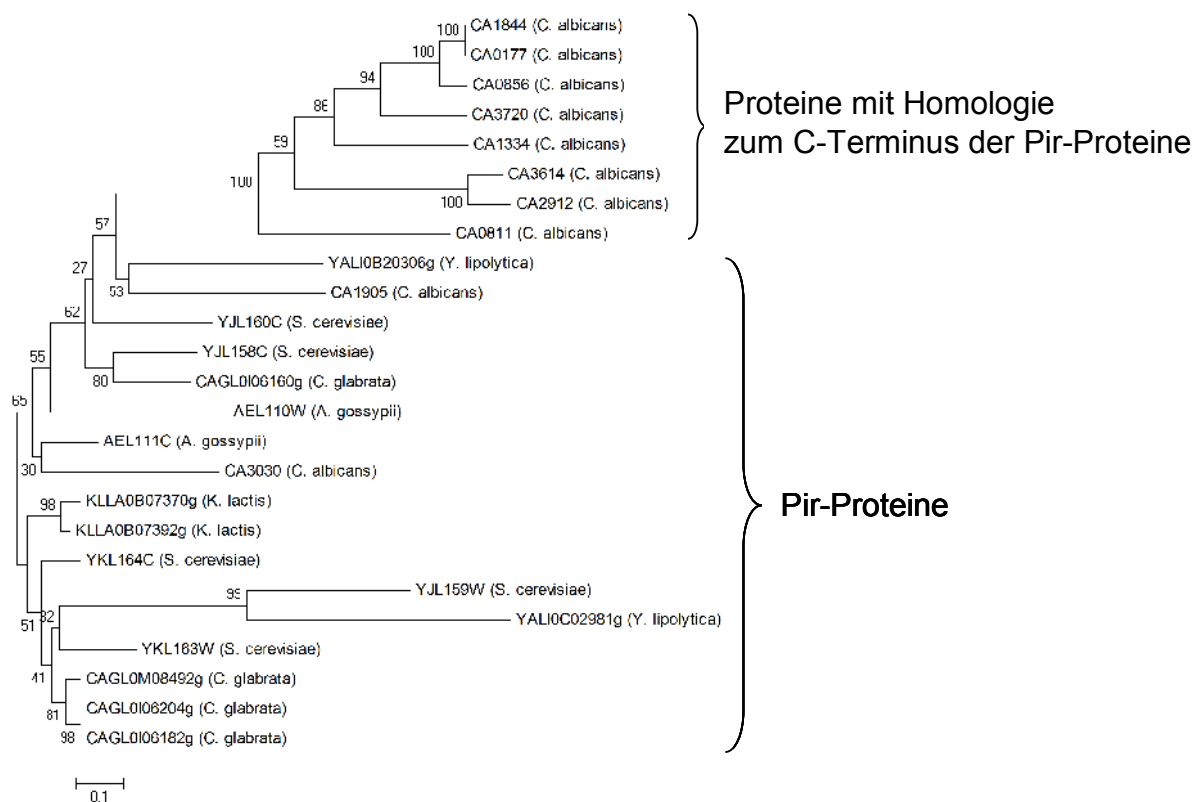 CA1844 (C. albicans)
100
CA0177 (C. albicans)
100
CA0856 (C. albicans)
94
CA3720 (C. albicans)
86
CA1334 (C. albicans)
59
CA3614 (C. albicans)
100
100
CA2912 (C. albicans)
CA0811 (C. albicans)
Proteine mit Homologie
zum C-Terminus der Pir-Proteine
57
YALI0B20306g (Y. lipolytica)
27
53
CA1905 (C. albicans)
62
YJL160C (S. cerevisiae)
55
YJL158C (S. cerevisiae)
80
CAGL0I06160g (C. glabrata)
65
AEL110W (A. gossypii)
AEL111C (A. gossypii)
30
CA3030 (C. albicans)
98
KLLA0B07370g (K. lactis)
KLLA0B07392g (K. lactis)
Pir-Proteine
YKL164C (S. cerevisiae)
99
YJL159W (S. cerevisiae)
51
YALI0C02981g (Y. lipolytica)
YKL163W (S. cerevisiae)
41
CAGL0M08492g (C. glabrata)
81
CAGL0I06204g (C. glabrata)
98
CAGL0I06182g (C. glabrata)
0.1